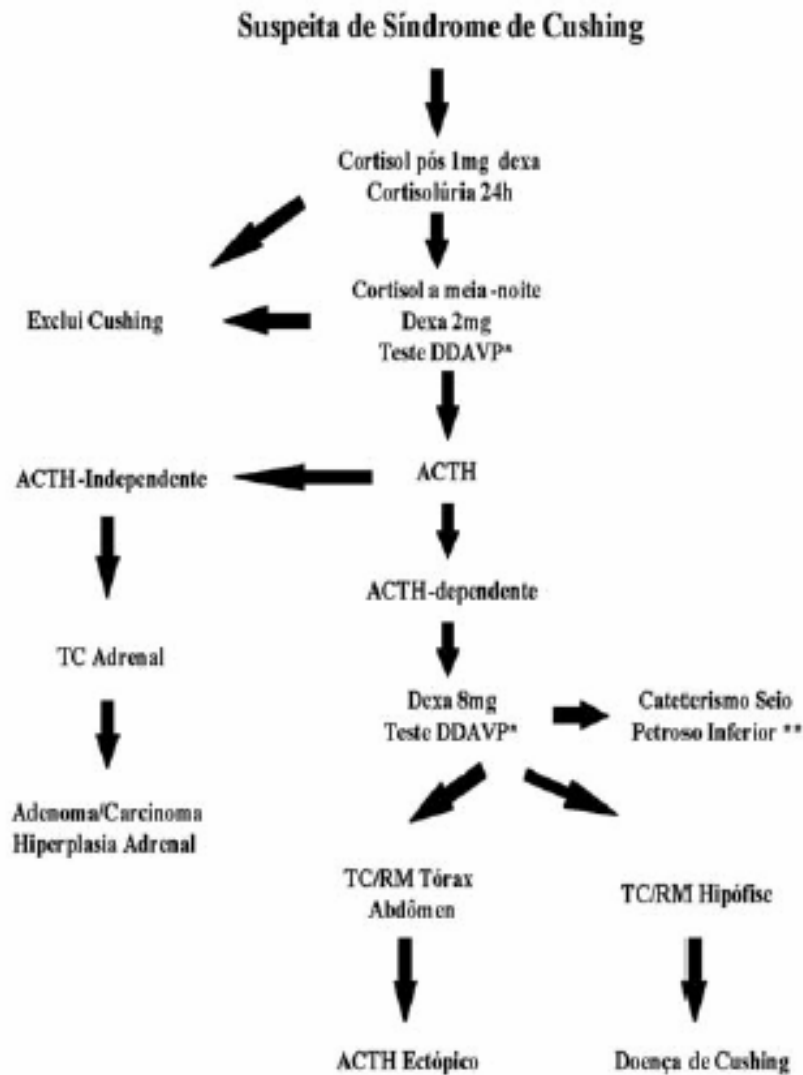 Suspeita de Síndrome de Cushing
Cortisol pós 1mg dexa
Cortisolúria 24h
Exclui Cushing
Cortisol a meia-noite
Dexa 2mg
Teste DDAVP*
ACTH-Independente
ACTH
ACTH-dependente
TC Adrenal
Dexa 8mg
Teste DDAVP*
Cateterismo Seio
Petroso Inferior **
Adenoma/Carcinoma
Hiperplasia Adrenal
TC/RM Tórax
Abdômen
TC/RM Hipófise
ACTH Ectópico
Doença de Cushing